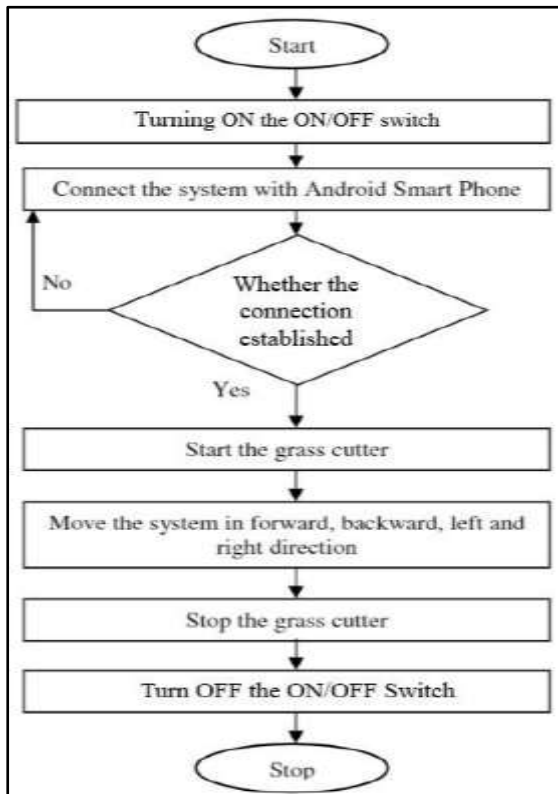 Start
Turning ON the ON/OFF switch
Connect the system with Android Smart Phone
No
Whether the
connection
established
Yes
Start the grass cutter
Move the system in forward, backward, left and
right direction
Stop the grass cutter
Turn OFF the ON/OFF Switch
Stop